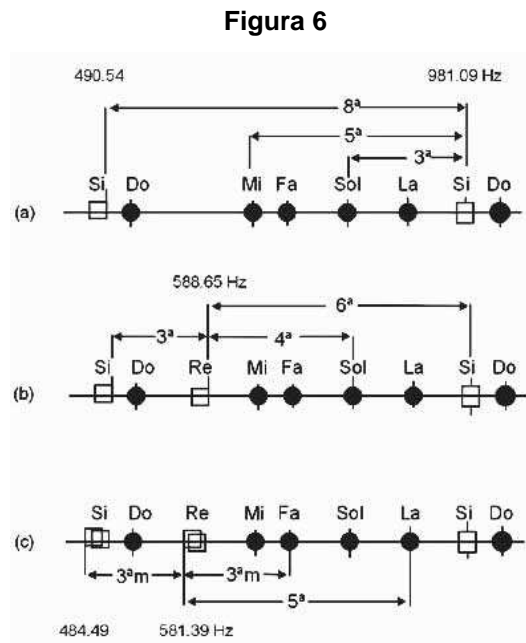 Figura 6
490.54 981.09 Hz
8ª
5ª
3ª
Si Do Mi Fa Sol La Si Do
(a)
588.65 Hz
6ª
3ª 4ª
Si Do Re Mi Fa Sol La Si Do
(b)
Si Do Re Mi Fa Sol La Si Do
(c)
3ªm 3ªm
5ª
484.49 581.39 Hz